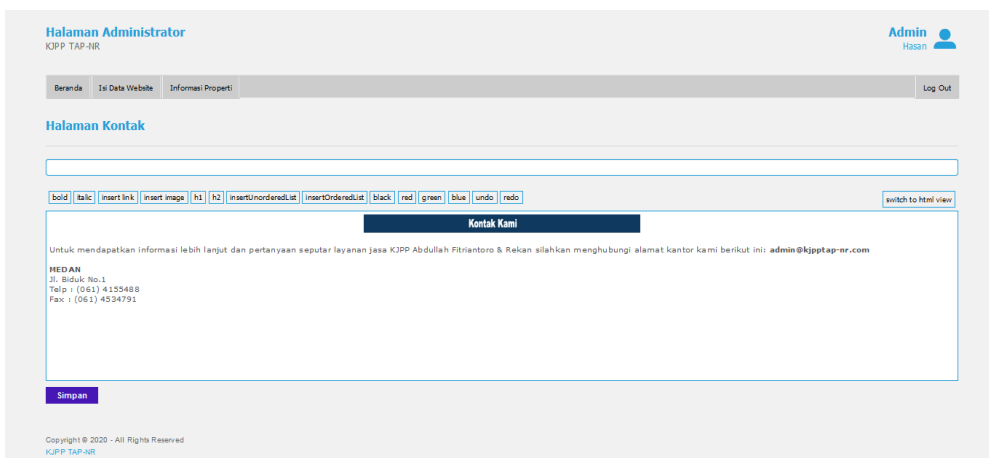 Halaman Administrator
KJPP TAP-NR
Admin
Hasan
Beranda Isi Data Website Informasi Properti Log Out
Halaman Kontak
bold italic insert link insert image h1 h2 insertUnorderedList insertOrderedList black red green blue undo redo switch to html view
Kontak Kami
Untuk mendapatkan informasi lebih lanjut dan pertanyaan seputar layanan jasa KJPP Abdullah Fitriantoro & Rekan silahkan menghubungi alamat kantor kami berikut ini: admin@kjpptap-nr.com
MEDAN
Jl. Biduk No.1
Telp : (061) 4155488
Fax : (061) 4534791
Simpan
Copyright © 2020 - All Rights Reserved
KJPP TAP-NR